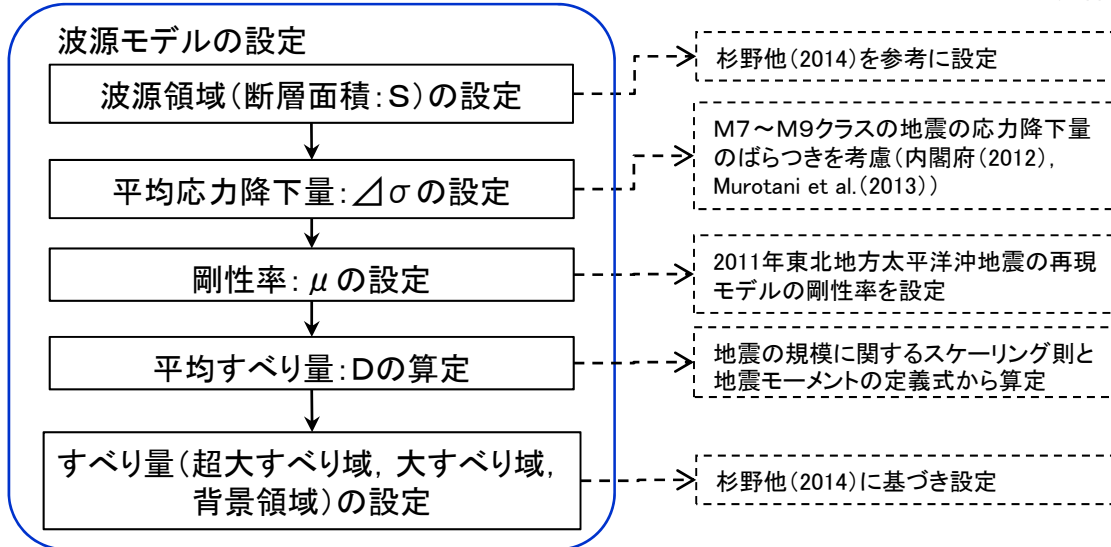 波源モデルの設定
波源領域(断層面積:S)の設定
杉野他(2014)を参考に設定
平均応力降下量:⊿σの設定
M7~M9クラスの地震の応力降下量
のばらつきを考慮(内閣府(2012),
Murotani et al.(2013))
剛性率:μの設定
2011年東北地方太平洋沖地震の再現
モデルの剛性率を設定
平均すべり量:Dの算定
地震の規模に関するスケーリング則と
地震モーメントの定義式から算定
すべり量(超大すべり域,大すべり域,
背景領域)の設定
杉野他(2014)に基づき設定